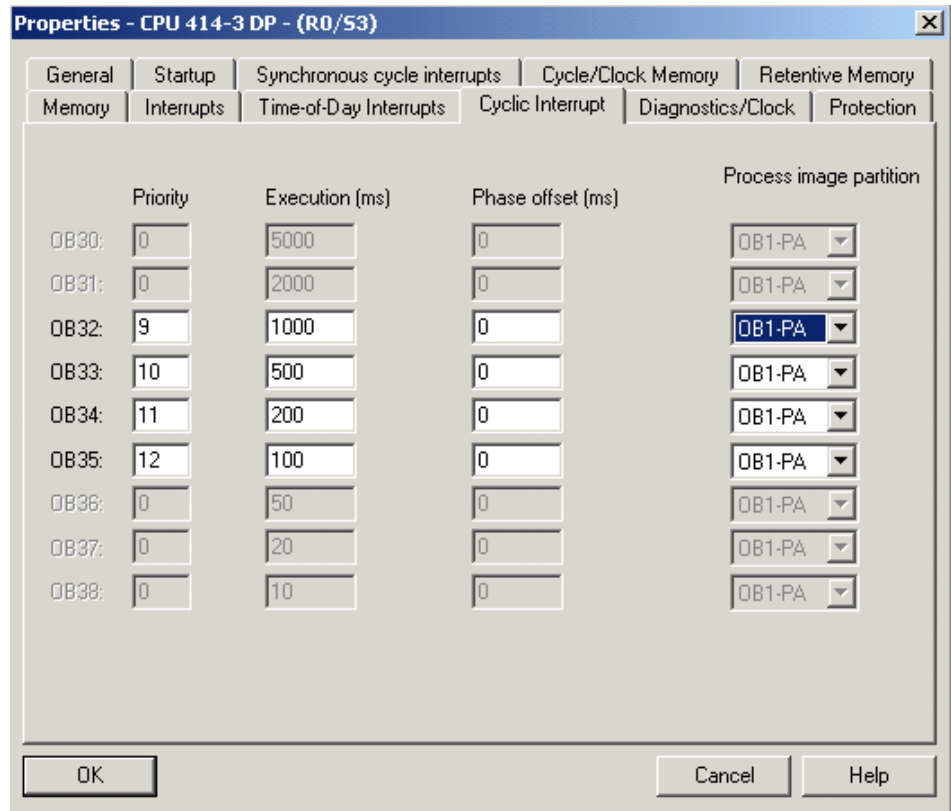 Properties - CPU 414-3 DP - (R0/S3)
General Startup Synchronous cycle interrupts Cycle/Clock Memory Retentive Memory
Memory Interrupts Time-of-Day Interrupts Cyclic Interrupt Diagnostics/Clock Protection
Process image partition
Priority Execution (ms) Phase offset (ms)
OB30: 0 5000 0 OB1-PA
OB31: 0 2000 0 OB1-PA
OB32: 9 1000 0 OB1-PA
OB33: 10 500 0 OB1-PA
OB34: 11 200 0 OB1-PA
OB35: 12 100 0 OB1-PA
OB36: 0 50 0 OB1-PA
OB37: 0 20 0 OB1-PA
OB38: 0 10 0 OB1-PA
OK Cancel Help